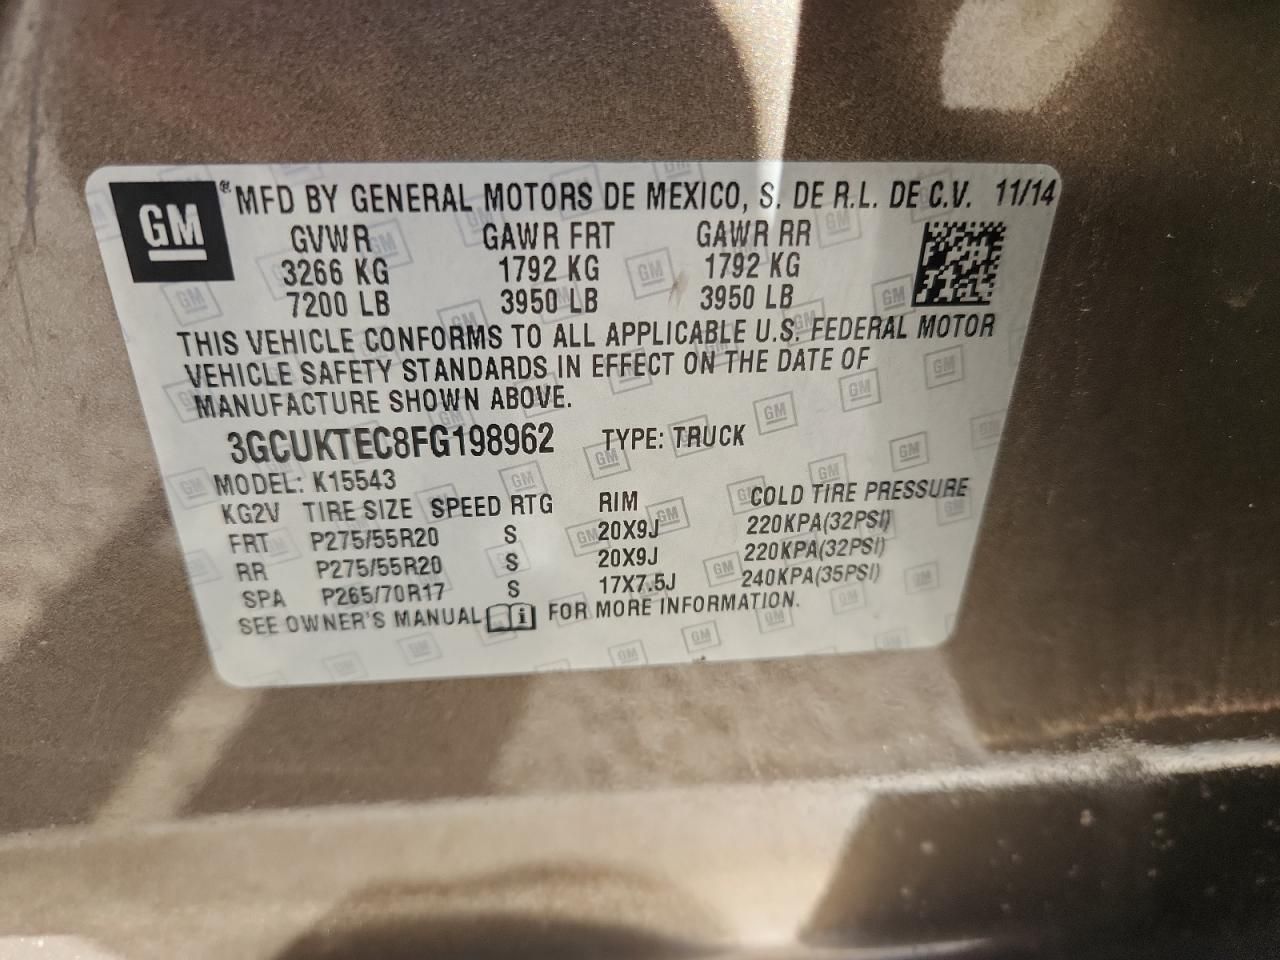 GM ® MFD BY GENERAL MOTORS DE MEXICO, S. DE R.L. DE C.V. 11/14
GVWR GAWR FRT GAWR RR
3266 KG 1792 KG 1792 KG
7200 LB 3950 LB 3950 LB
THIS VEHICLE CONFORMS TO ALL APPLICABLE U.S. FEDERAL MOTOR
VEHICLE SAFETY STANDARDS IN EFFECT ON THE DATE OF
MANUFACTURE SHOWN ABOVE.
3GCUKTEC8FG198962 TYPE: TRUCK
MODEL: K15543
KG2V TIRE SIZE SPEED RTG RIM COLD TIRE PRESSURE
FRT P275/55R20 S 20X9J 220KPA(32PSI)
RR P275/55R20 S 20X9J 220KPA(32PSI)
SPA P265/70R17 S 17X7.5J 240KPA(35PSI)
SEE OWNER'S MANUAL i FOR MORE INFORMATION.